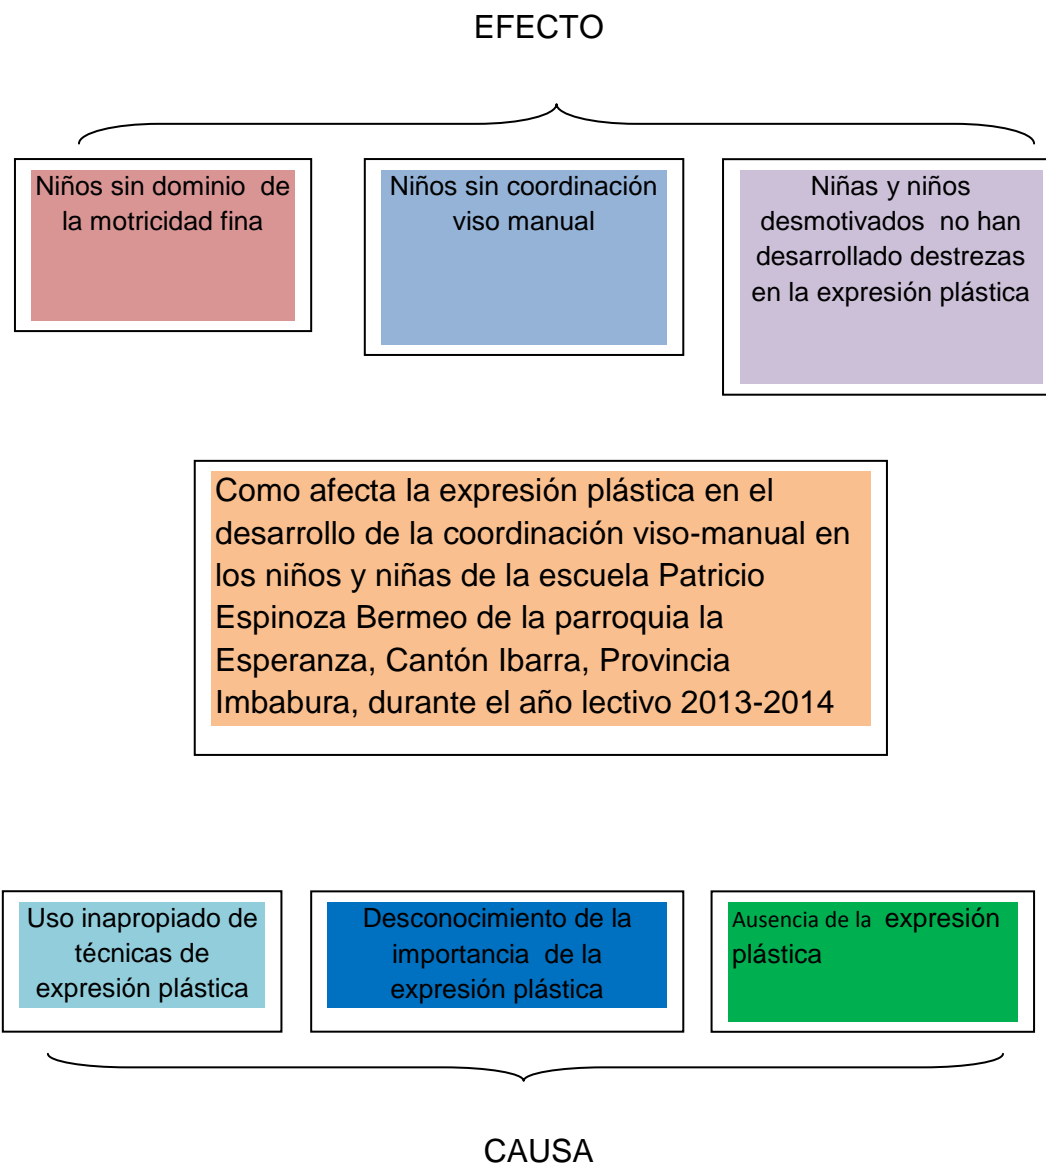 EFECTO
Niños sin dominio de
la motricidad fina
Niños sin coordinación
viso manual
Niñas y niños
desmotivados no han
desarrollado destrezas
en la expresión plástica
Como afecta la expresión plástica en el
desarrollo de la coordinación viso-manual en
los niños y niñas de la escuela Patricio
Espinoza Bermeo de la parroquia la
Esperanza, Cantón Ibarra, Provincia
Imbabura, durante el año lectivo 2013-2014
Uso inapropiado de
técnicas de
expresión plástica
Desconocimiento de la
importancia de la
expresión plástica
Ausencia de la expresión
plástica
CAUSA